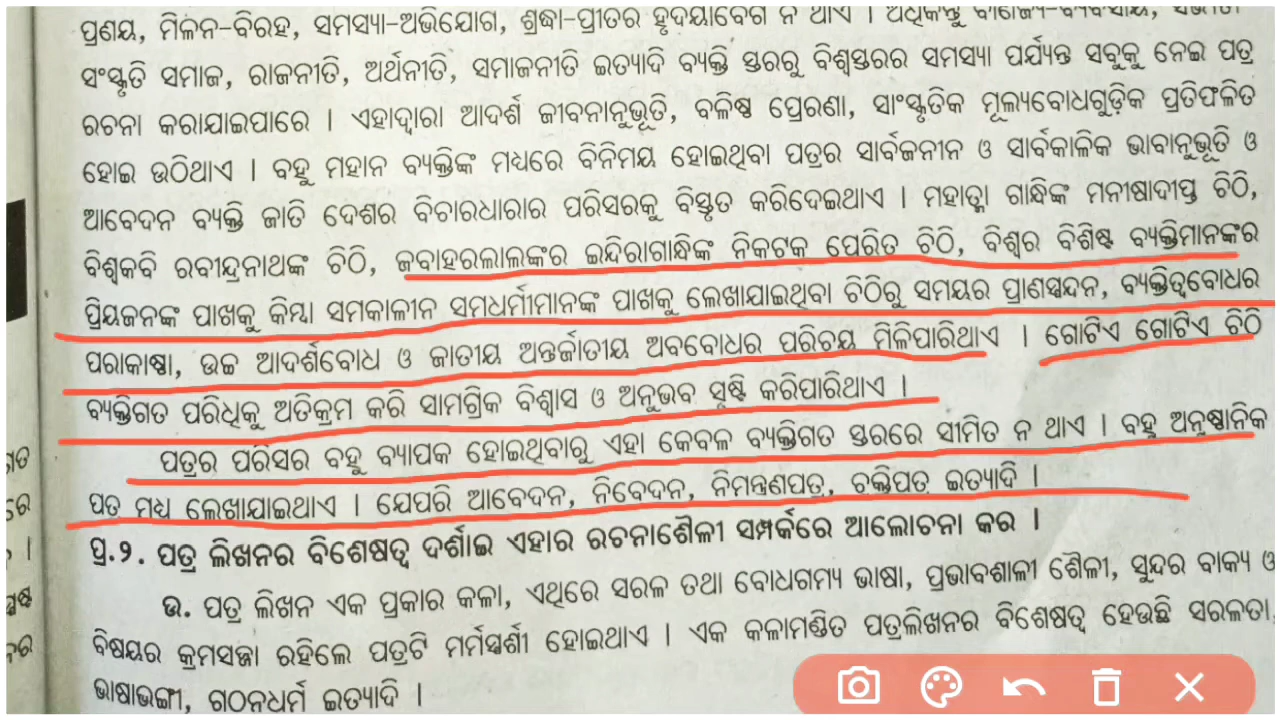 ପ୍ରଣୟ, ମିଳନ-ବିରହ, ସମସ୍ୟା-ଅଭିଯୋଗ, ଶ୍ରଦ୍ଧା-ପ୍ରୀତର ହୃଦୟାବେଗ ନ ଥାଏ । ଅଧିକନ୍ତୁ
ସଂସ୍କୃତି ସମାଜ, ରାଜନୀତି, ଅର୍ଥନୀତି, ସମାଜନୀତି ଇତ୍ୟାଦି ବ୍ୟକ୍ତି ସ୍ତରରୁ ବିଶ୍ୱସ୍ତରର ସମସ୍ୟା ପର୍ଯ୍ୟନ୍ତ ସବୁକୁ ନେଇ ପତ୍ର
ରଚନା କରାଯାଇପାରେ । ଏହାଦ୍ୱାରା ଆଦର୍ଶ ଜୀବନାନୁଭୂତି, ବଳିଷ୍ଠ ପ୍ରେରଣା, ସାଂସ୍କୃତିକ ମୂଲ୍ୟବୋଧଗୁଡ଼ିକ ପ୍ରତିଫଳିତ
ହୋଇ ଉଠିଥାଏ । ବହୁ ମହାନ ବ୍ୟକ୍ତିଙ୍କ ମଧ୍ୟରେ ବିନିମୟ ହୋଇଥିବା ପତ୍ରର ସାର୍ବଜନୀନ ଓ ସାର୍ବକାଳିକ ଭାବାନୁଭୂତି ଓ
ଆବେଦନ ବ୍ୟକ୍ତି ଜାତି ଦେଶର ବିଚାରଧାରାର ପରିସରକୁ ବିସ୍ତୃତ କରିଦେଇଥାଏ । ମହାତ୍ମା ଗାନ୍ଧିଙ୍କ ମନୀଷାଦୀପ୍ତ ଚିଠି,
ବିଶ୍ୱକବି ରବୀନ୍ଦ୍ରନାଥଙ୍କ ଚିଠି, ଜବାହରଲାଲଙ୍କର ଇନ୍ଦିରାଗାନ୍ଧିଙ୍କ ନିକଟକୁ ପ୍ରେରିତ ଚିଠି, ବିଶ୍ୱର ବିଶିଷ୍ଟ ବ୍ୟକ୍ତିମାନଙ୍କର
ପ୍ରିୟଜନଙ୍କ ପାଖକୁ କିମ୍ବା ସମକାଳୀନ ସମଧର୍ମୀମାନଙ୍କ ପାଖକୁ ଲେଖାଯାଇଥିବା ଚିଠିରୁ ସମୟର ପ୍ରାଣସ୍ପନ୍ଦନ, ବ୍ୟକ୍ତିତ୍ୱବୋଧର
ପରାକାଷ୍ଠା, ଉଚ୍ଚ ଆଦର୍ଶବୋଧ ଓ ଜାତୀୟ ଅନ୍ତର୍ଜାତୀୟ ଅବବୋଧର ପରିଚୟ ମିଳିପାରିଥାଏ । ଗୋଟିଏ ଗୋଟିଏ ଚିଠି
ବ୍ୟକ୍ତିଗତ ପରିଧିକୁ ଅତିକ୍ରମ କରି ସାମଗ୍ରିକ ବିଶ୍ୱାସ ଓ ଅନୁଭବ ସୃଷ୍ଟି କରିପାରିଥାଏ ।
ପତ୍ରର ପରିସର ବହୁ ବ୍ୟାପକ ହୋଇଥିବାରୁ ଏହା କେବଳ ବ୍ୟକ୍ତିଗତ ସ୍ତରରେ ସୀମିତ ନ ଥାଏ । ବହୁ ଅନୁଷ୍ଠାନିକ
ପତ୍ର ମଧ୍ୟ ଲେଖାଯାଇଥାଏ । ଯେପରି ଆବେଦନ, ନିବେଦନ, ନିମନ୍ତ୍ରଣପତ୍ର, ଚୁକ୍ତିପତ୍ର ଇତ୍ୟାଦି ।
ପ୍ର.୨. ପତ୍ର ଲିଖନର ବିଶେଷତ୍ୱ ଦର୍ଶାଇ ଏହାର ରଚନାଶୈଳୀ ସମ୍ପର୍କରେ ଆଲୋଚନା କର ।
ଉ. ପତ୍ର ଲିଖନ ଏକ ପ୍ରକାର କଳା, ଏଥିରେ ସରଳ ତଥା ବୋଧଗମ୍ୟ ଭାଷା, ପ୍ରଭାବଶାଳୀ ଶୈଳୀ, ସୁନ୍ଦର ବାକ୍ୟ ଓ
ବିଷୟର କ୍ରମସଜ୍ଜା ରହିଲେ ପତ୍ରଟି ମର୍ମସ୍ପର୍ଶୀ ହୋଇଥାଏ । ଏକ କଳାମଣ୍ଡିତ ପତ୍ରଲିଖନର ବିଶେଷତ୍ୱ ହେଉଛି ସରଳତା,
ଭାଷାଭଙ୍ଗୀ, ଗଠନଧର୍ମ ଇତ୍ୟାଦି ।